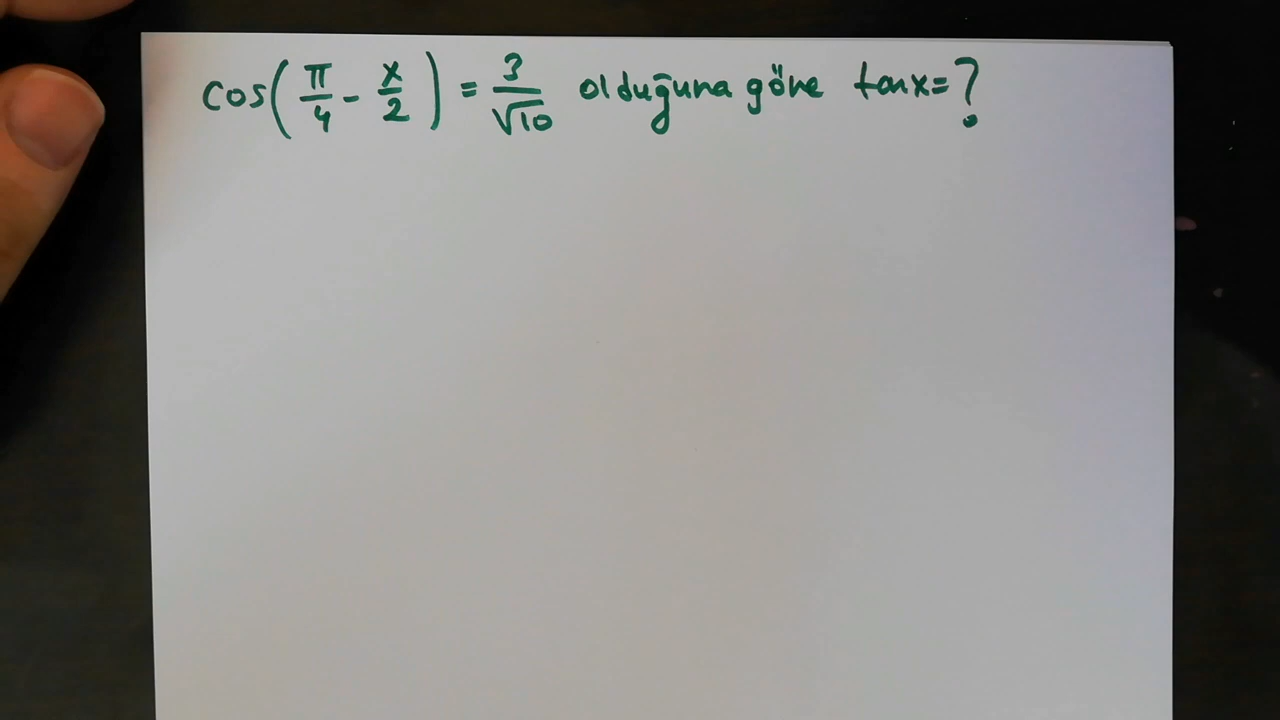 cos(π/4 - x/2) = 3/√10 olduğuna göre tanx=?